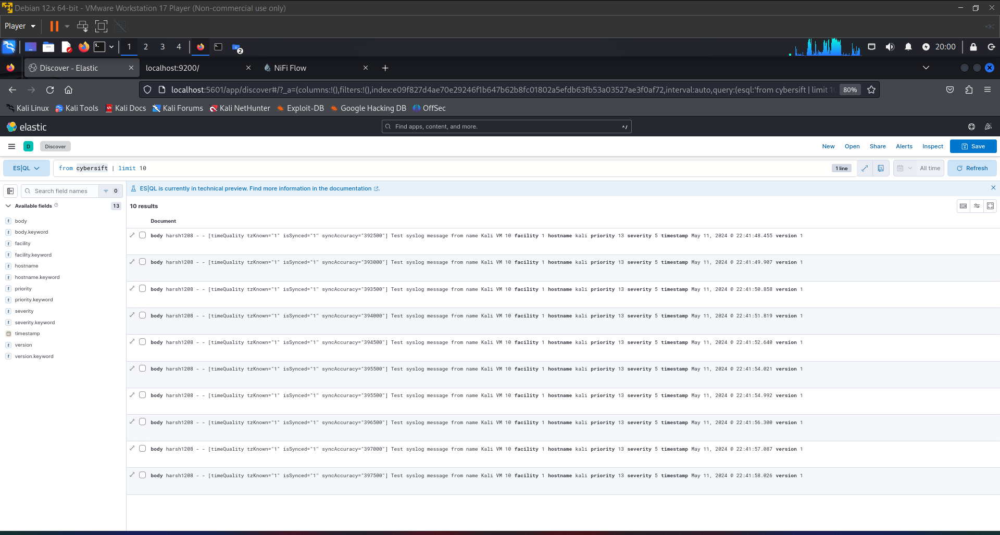 Debian 12.x 64-bit - VMware Workstation 17 Player (Non-commercial use only)
Player
1 2 3 4 2 20:00
Discover - Elastic localhost:9200/ NiFi Flow
localhost:5601/app/discover#/?_a=(columns:!(),filters:!(),index:e09f827d4ae70e29246f1b647b62b8fc01802a5efdb63fb53a03527ae3f0af72,interval:auto,query:(esql:'from cybersift | limit 10 80%
Kali Linux Kali Tools Kali Docs Kali Forums Kali NetHunter Exploit-DB Google Hacking DB OffSec
elastic Find apps, content, and more. ^/
D Discover New Open Share Alerts Inspect Save
ES|QL from cybersift | limit 10 1 line All time Refresh
Search field names 0 ES|QL is currently in technical preview. Find more information in the documentation.
Available fields 13 10 results
Document
body
body.keyword
facility
facility.keyword
hostname
hostname.keyword
priority
priority.keyword
severity
severity.keyword
timestamp
version
version.keyword
body harsh1208 - - [timeQuality tzKnown="1" isSynced="1" syncAccuracy="392500"] Test syslog message from name Kali VM 10 facility 1 hostname kali priority 13 severity 5 timestamp May 11, 2024 @ 22:41:48.455 version 1
body harsh1208 - - [timeQuality tzKnown="1" isSynced="1" syncAccuracy="393000"] Test syslog message from name Kali VM 10 facility 1 hostname kali priority 13 severity 5 timestamp May 11, 2024 @ 22:41:49.907 version 1
body harsh1208 - - [timeQuality tzKnown="1" isSynced="1" syncAccuracy="393500"] Test syslog message from name Kali VM 10 facility 1 hostname kali priority 13 severity 5 timestamp May 11, 2024 @ 22:41:50.858 version 1
body harsh1208 - - [timeQuality tzKnown="1" isSynced="1" syncAccuracy="394000"] Test syslog message from name Kali VM 10 facility 1 hostname kali priority 13 severity 5 timestamp May 11, 2024 @ 22:41:51.819 version 1
body harsh1208 - - [timeQuality tzKnown="1" isSynced="1" syncAccuracy="394500"] Test syslog message from name Kali VM 10 facility 1 hostname kali priority 13 severity 5 timestamp May 11, 2024 @ 22:41:52.640 version 1
body harsh1208 - - [timeQuality tzKnown="1" isSynced="1" syncAccuracy="395500"] Test syslog message from name Kali VM 10 facility 1 hostname kali priority 13 severity 5 timestamp May 11, 2024 @ 22:41:54.021 version 1
body harsh1208 - - [timeQuality tzKnown="1" isSynced="1" syncAccuracy="395500"] Test syslog message from name Kali VM 10 facility 1 hostname kali priority 13 severity 5 timestamp May 11, 2024 @ 22:41:54.992 version 1
body harsh1208 - - [timeQuality tzKnown="1" isSynced="1" syncAccuracy="396500"] Test syslog message from name Kali VM 10 facility 1 hostname kali priority 13 severity 5 timestamp May 11, 2024 @ 22:41:56.300 version 1
body harsh1208 - - [timeQuality tzKnown="1" isSynced="1" syncAccuracy="397000"] Test syslog message from name Kali VM 10 facility 1 hostname kali priority 13 severity 5 timestamp May 11, 2024 @ 22:41:57.087 version 1
body harsh1208 - - [timeQuality tzKnown="1" isSynced="1" syncAccuracy="397500"] Test syslog message from name Kali VM 10 facility 1 hostname kali priority 13 severity 5 timestamp May 11, 2024 @ 22:41:58.026 version 1